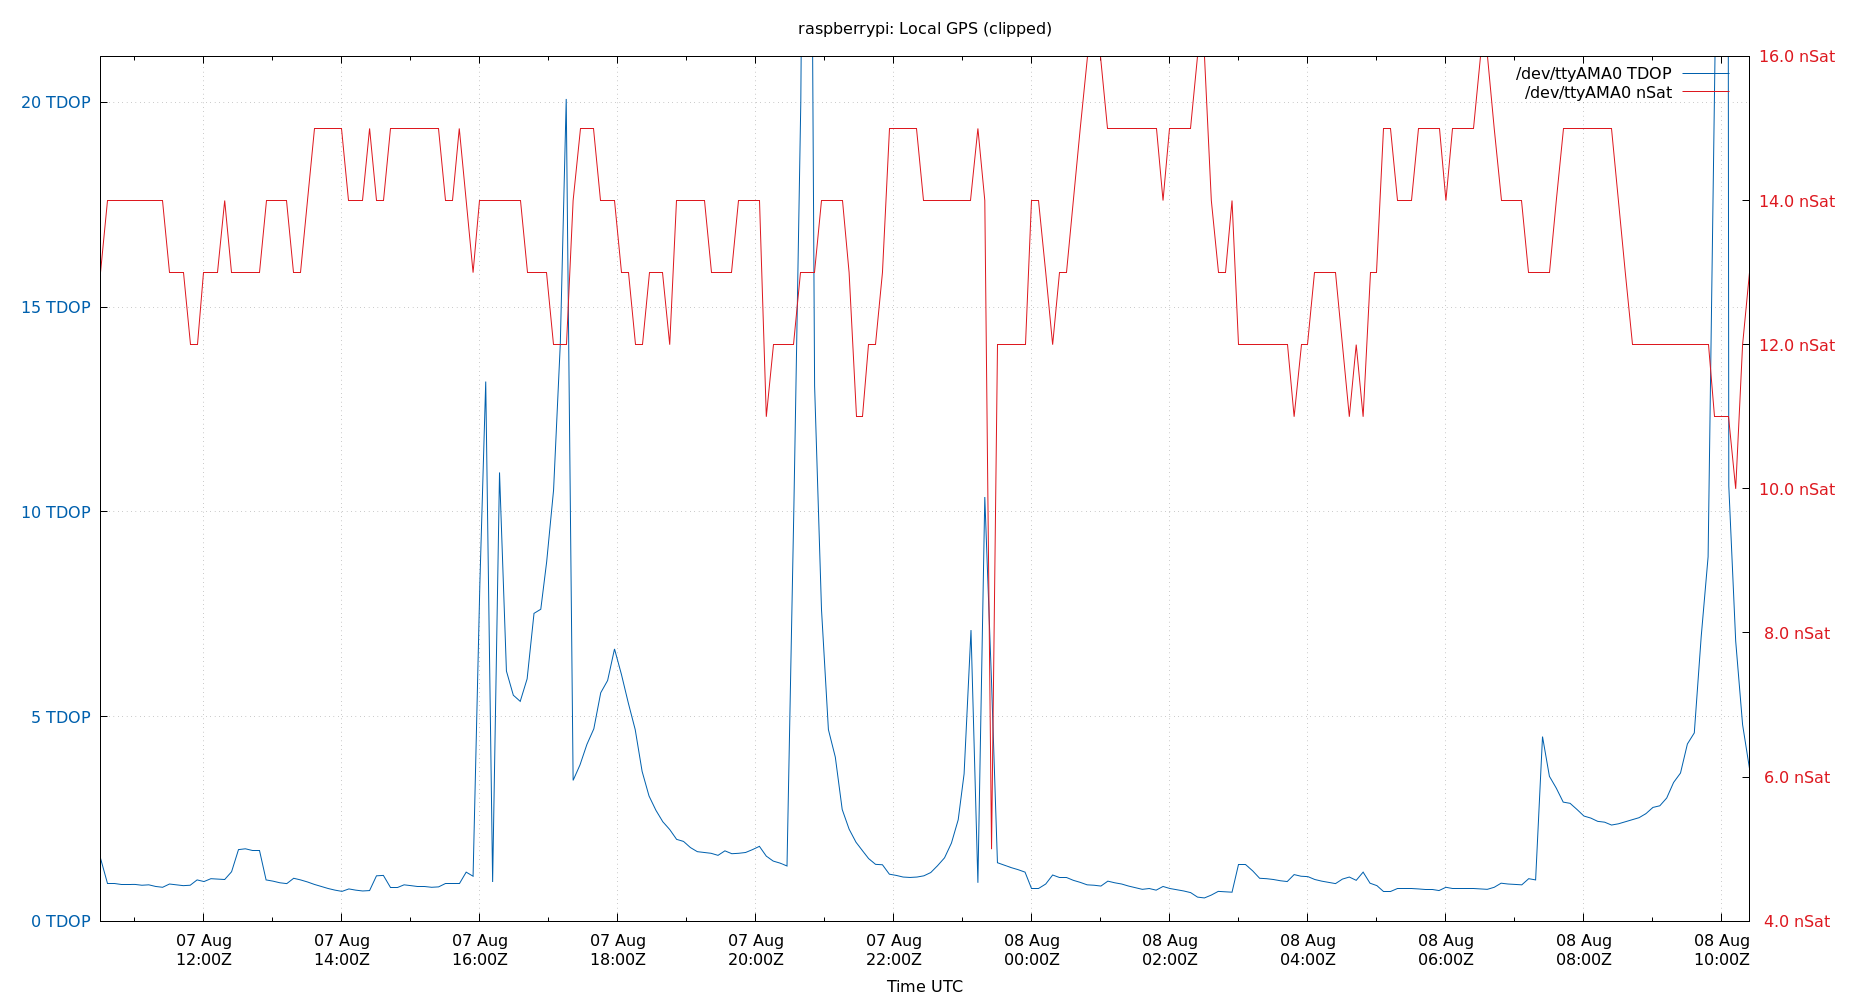 raspberrypi: Local GPS (clipped)
/dev/ttyAMA0 TDOP
/dev/ttyAMA0 nSat
20 TDOP
15 TDOP
10 TDOP
5 TDOP
0 TDOP
16.0 nSat
14.0 nSat
12.0 nSat
10.0 nSat
8.0 nSat
6.0 nSat
4.0 nSat
07 Aug
12:00Z
07 Aug
14:00Z
07 Aug
16:00Z
07 Aug
18:00Z
07 Aug
20:00Z
07 Aug
22:00Z
08 Aug
00:00Z
08 Aug
02:00Z
08 Aug
04:00Z
08 Aug
06:00Z
08 Aug
08:00Z
08 Aug
10:00Z
Time UTC